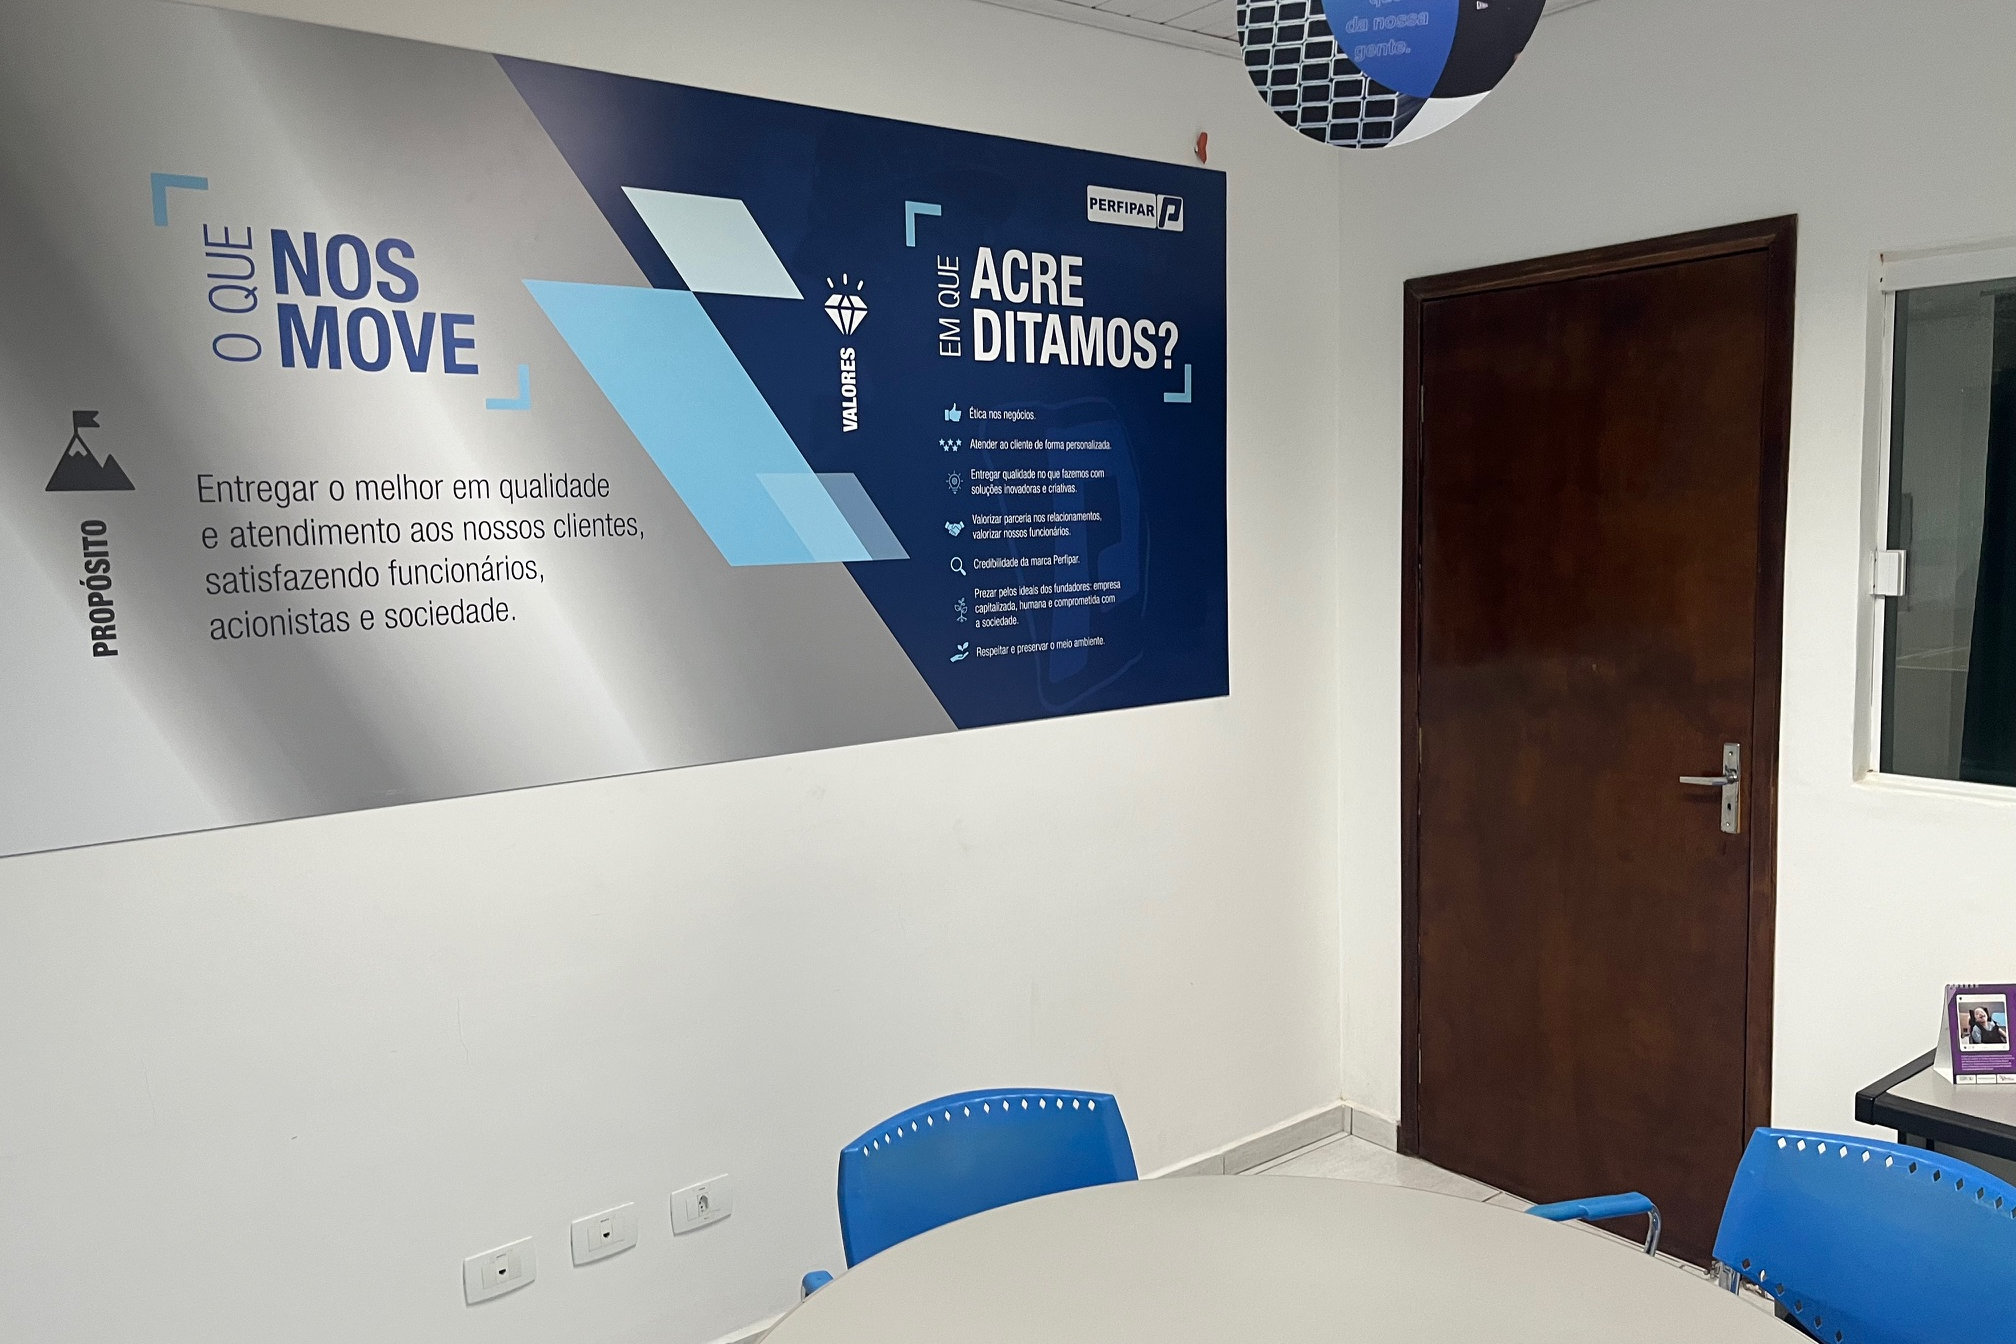 O QUE
NOS
MOVE
PROPÓSITO
Entregar o melhor em qualidade
e atendimento aos nossos clientes,
satisfazendo funcionários,
acionistas e sociedade.
PERFIPAR
VALORES
EM QUE
ACRE
DITAMOS?
Ética nos negócios.
Atender ao cliente de forma personalizada.
Entregar qualidade no que fazemos com
soluções inovadoras e criativas.
Valorizar parceria nos relacionamentos,
valorizar nossos funcionários.
Credibilidade da marca Perfipar.
Prezar pelos ideais dos fundadores: empresa
capitalizada, humana e comprometida com
a sociedade.
Respeitar e preservar o meio ambiente.
da nossa
gente.